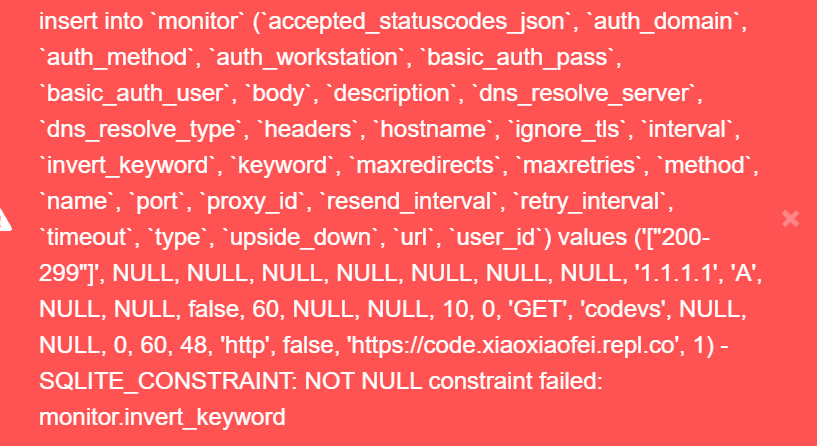 insert into `monitor` (`accepted_statuscodes_json`, `auth_domain`,
`auth_method`, `auth_workstation`, `basic_auth_pass`,
`basic_auth_user`, `body`, `description`, `dns_resolve_server`,
`dns_resolve_type`, `headers`, `hostname`, `ignore_tls`, `interval`,
`invert_keyword`, `keyword`, `maxredirects`, `maxretries`, `method`,
`name`, `port`, `proxy_id`, `resend_interval`, `retry_interval`,
`timeout`, `type`, `upside_down`, `url`, `user_id`) values ('["200-
299"]', NULL, NULL, NULL, NULL, NULL, NULL, NULL, '1.1.1.1', 'A',
NULL, NULL, false, 60, NULL, NULL, 10, 0, 'GET', 'codevs', NULL,
NULL, 0, 60, 48, 'http', false, 'https://code.xiaoxiaofei.repl.co', 1) -
SQLITE_CONSTRAINT: NOT NULL constraint failed:
monitor.invert_keyword